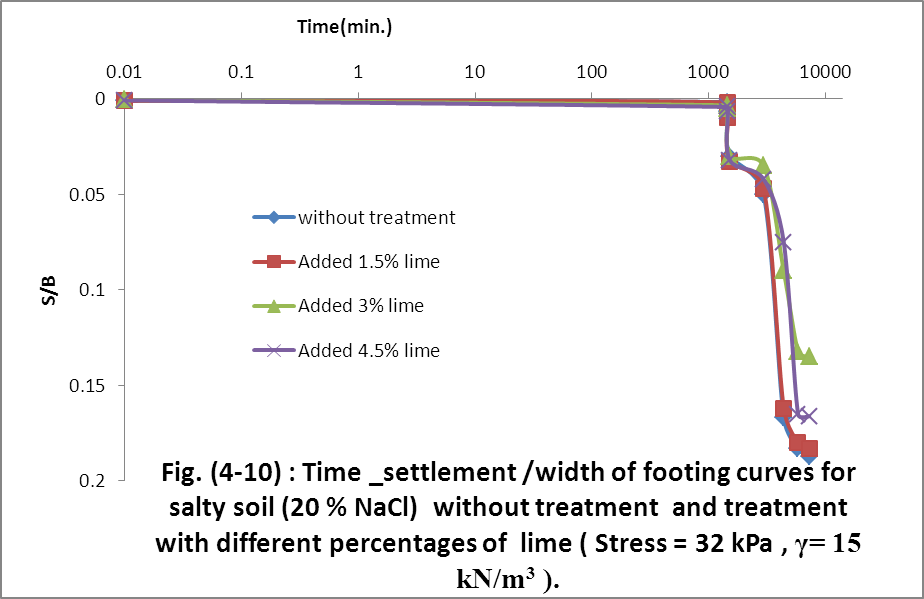 Time(min.)
0.01 0.1 1 10 100 1000 10000
0
0.05
0.1
0.15
0.2
S/B
without treatment
Added 1.5% lime
Added 3% lime
Added 4.5% lime
Fig. (4-10) : Time _settlement /width of footing curves for
salty soil (20 % NaCl) without treatment and treatment
with different percentages of lime ( Stress = 32 kPa , γ= 15
kN/m³ ).